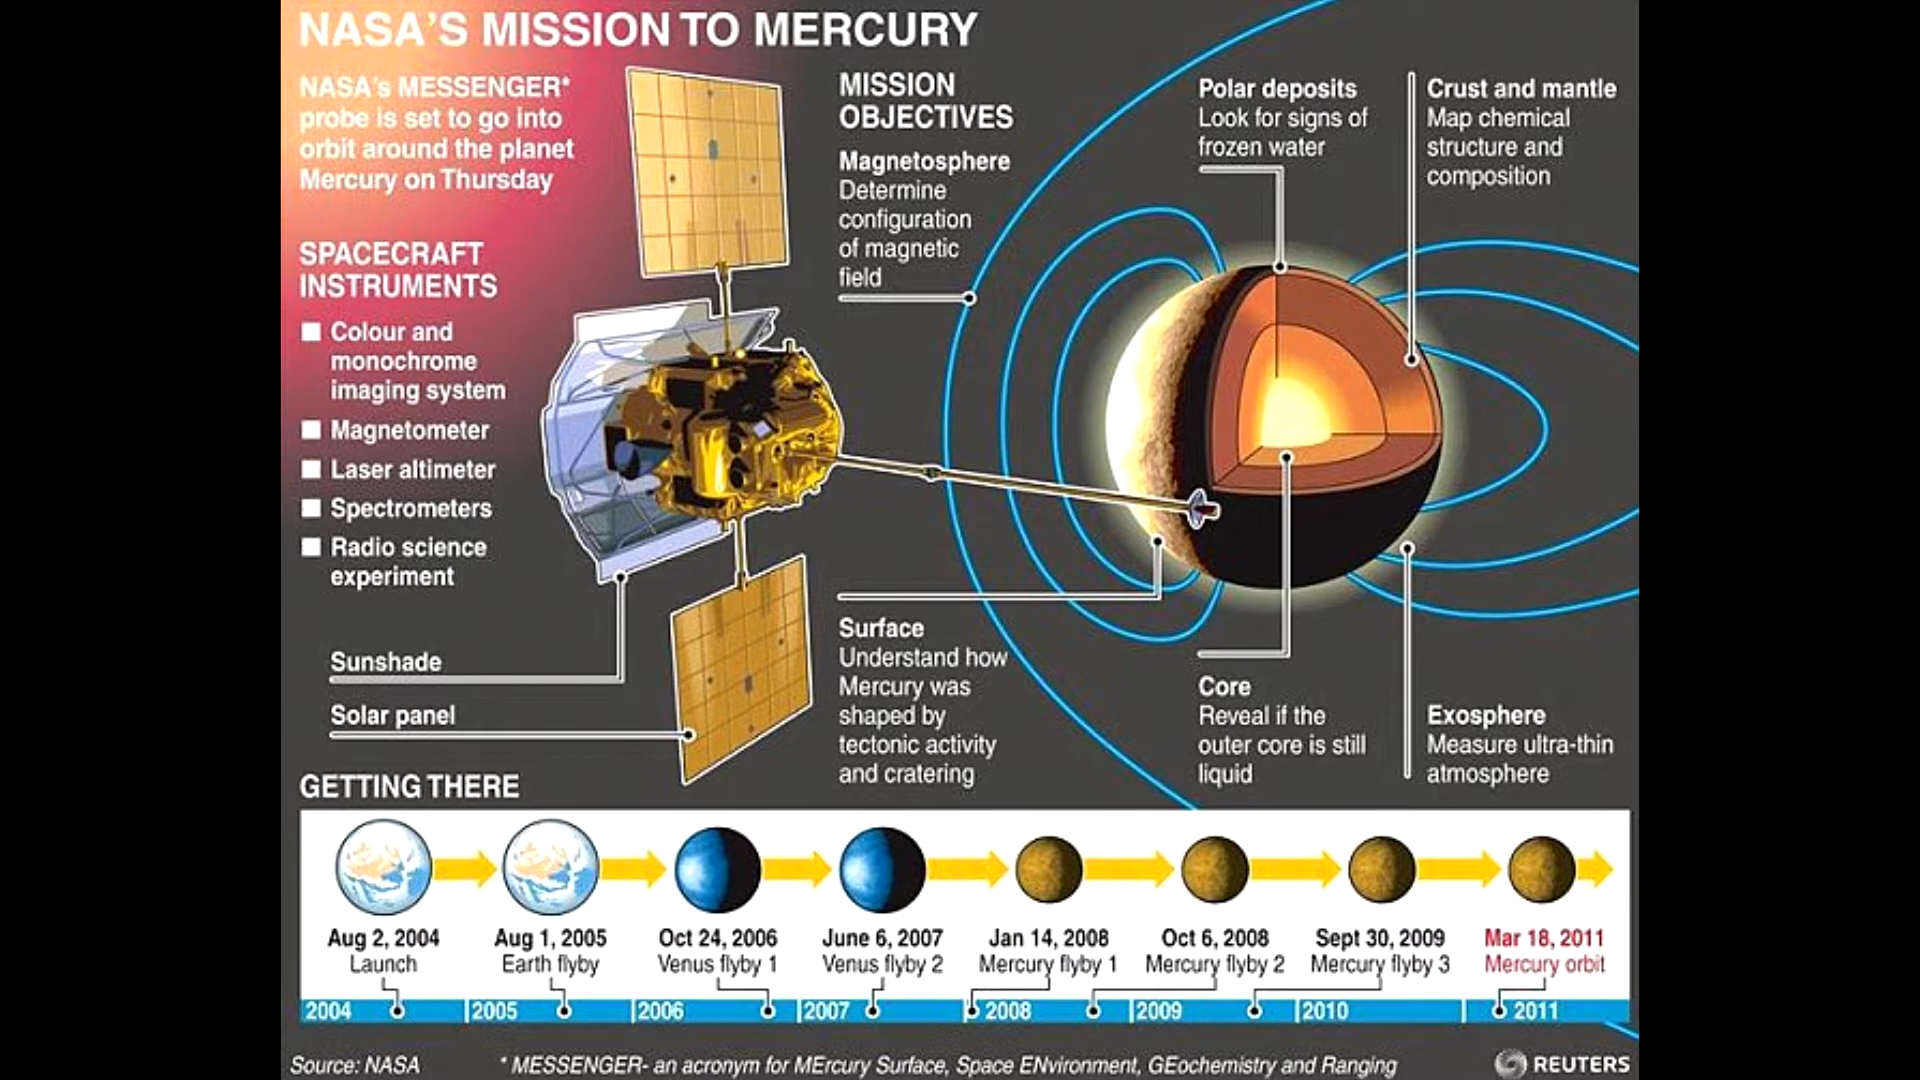 NASA'S MISSION TO MERCURY
NASA's MESSENGER*
probe is set to go into
orbit around the planet
Mercury on Thursday
SPACECRAFT
INSTRUMENTS
Colour and
monochrome
imaging system
Magnetometer
Laser altimeter
Spectrometers
Radio science
experiment
Sunshade
Solar panel
MISSION
OBJECTIVES
Magnetosphere
Determine
configuration
of magnetic
field
Polar deposits
Look for signs of
frozen water
Crust and mantle
Map chemical
structure and
composition
Surface
Understand how
Mercury was
shaped by
tectonic activity
and cratering
Core
Reveal if the
outer core is still
liquid
Exosphere
Measure ultra-thin
atmosphere
GETTING THERE
Aug 2, 2004
Launch
Aug 1, 2005
Earth flyby
Oct 24, 2006
Venus flyby 1
June 6, 2007
Venus flyby 2
Jan 14, 2008
Mercury flyby 1
Oct 6, 2008
Mercury flyby 2
Sept 30, 2009
Mercury flyby 3
Mar 18, 2011
Mercury orbit
2004 2005 2006 2007 2008 2009 2010 2011
Source: NASA
* MESSENGER- an acronym for MErcury Surface, Space ENvironment, GEochemistry and Ranging
REUTERS